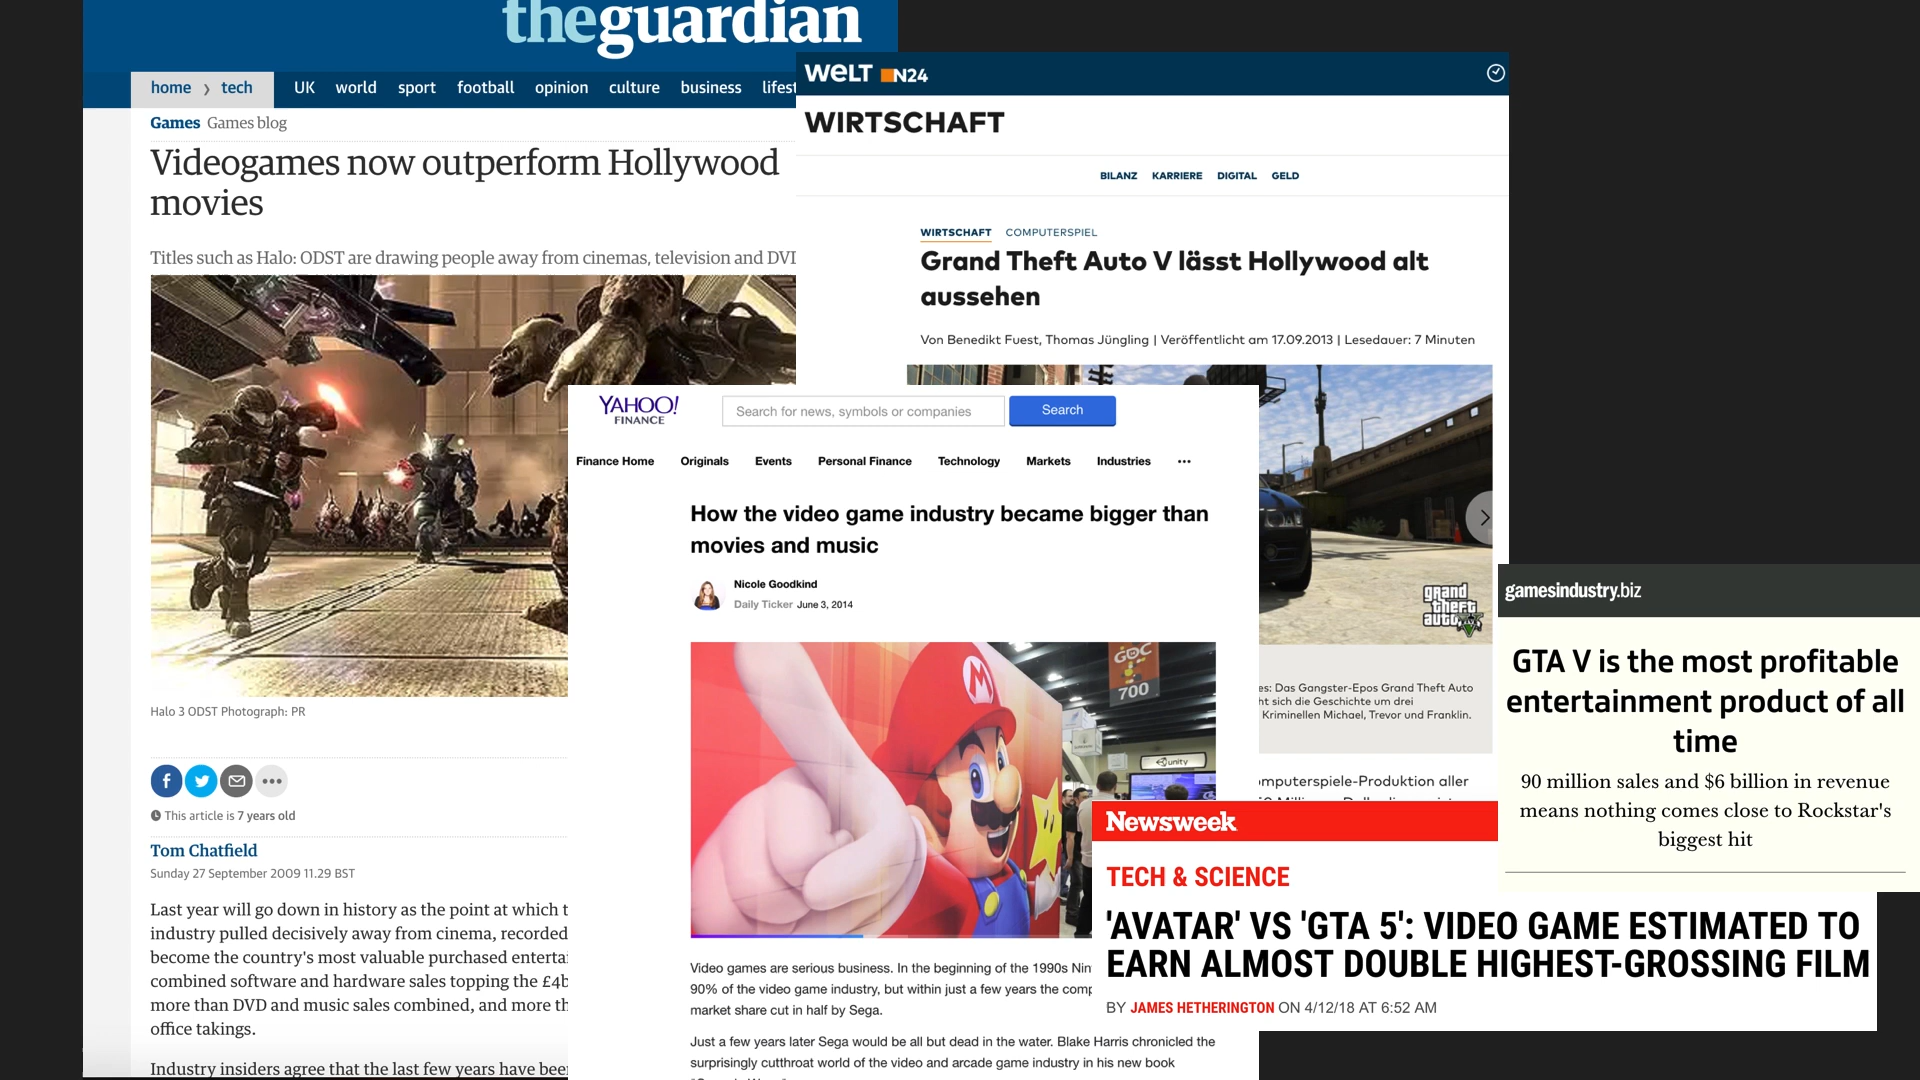 theguardian
home › tech UK world sport football opinion culture business
Games Games blog
Videogames now outperform Hollywood
movies
Titles such as Halo: ODST are drawing people away from cinemas, television and
Halo 3 ODST Photograph: PR
This article is 7 years old
Tom Chatfield
Sunday 27 September 2009 11.29 BST
Last year will go down in history as the point at which
industry pulled decisively away from cinema, recorded
become the country's most valuable purchased
combined software and hardware sales topping the
more than DVD and music sales combined, and more
office takings.
Industry insiders agree that the last few years have
WELT N24
WIRTSCHAFT
BILANZ KARRIERE DIGITAL GELD
WIRTSCHAFT COMPUTERSPIEL
Grand Theft Auto V lässt Hollywood alt
aussehen
Von Benedikt Fuest, Thomas Jüngling | Veröffentlicht am 17.09.2013 | Lesedauer: 7 Minuten
grand
theft
auto V
Das Gangster-Epos Grand Theft Auto
sich die Geschichte um drei
Kriminellen Michael, Trevor und Franklin.
aller
YAHOO!
FINANCE
Search for news, symbols or companies Search
Finance Home Originals Events Personal Finance Technology Markets Industries ...
How the video game industry became bigger than
movies and music
Nicole Goodkind
Daily Ticker June 3, 2014
M
GDC
700
unity
Video games are serious business. In the beginning of the 1990s
90% of the video game industry, but within just a few years the
market share cut in half by Sega.
Just a few years later Sega would be all but dead in the water. Blake Harris chronicled the
surprisingly cutthroat world of the video and arcade game industry in his new book
gamesindustry.biz
GTA V is the most profitable
entertainment product of all
time
90 million sales and $6 billion in revenue
means nothing comes close to Rockstar's
biggest hit
Newsweek
TECH & SCIENCE
'AVATAR' VS 'GTA 5': VIDEO GAME ESTIMATED TO
EARN ALMOST DOUBLE HIGHEST-GROSSING FILM
BY JAMES HETHERINGTON ON 4/12/18 AT 6:52 AM